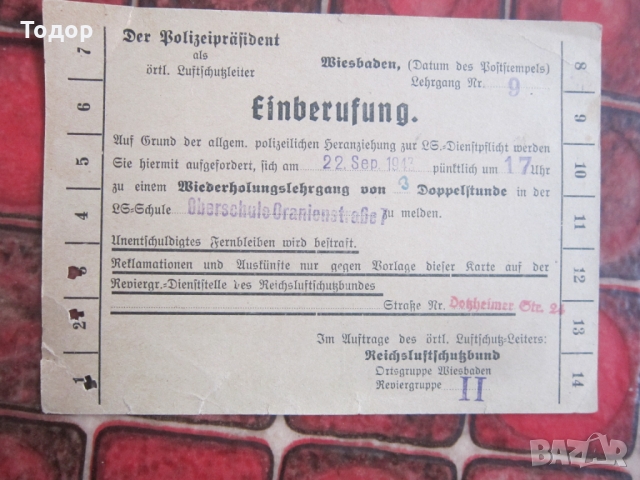 Тодор
Der Polizeipräsident
als
örtl. Luftschutzleiter
Wiesbaden, (Datum des Poststempels)
Lehrgang Nr. 9
Einberufung.
Auf Grund der allgem. polizeilichen Heranziehung zur LS.-Dienstpflicht werden
Sie hiermit aufgefordert, sich am 22. Sep. 1943 pünktlich um 17 Uhr
zu einem Wiederholungslehrgang von 3 Doppelstunde in der
LS-Schule Oberschule Oranienstraße 7 zu melden.
Unentschuldigtes Fernbleiben wird bestraft.
Reklamationen und Auskünfte nur gegen Vorlage dieser Karte auf der
Reviergr.-Dienststelle des Reichsluftschutzbundes
Straße Nr. Dotzheimer Str. 24
Im Auftrage des örtl. Luftschutz-Leiters:
Reichsluftschutzbund
Ortsgruppe Wiesbaden
Reviergruppe II
7
6
5
4
3
2
1
8
9
10
11
12
13
14
BAZAR